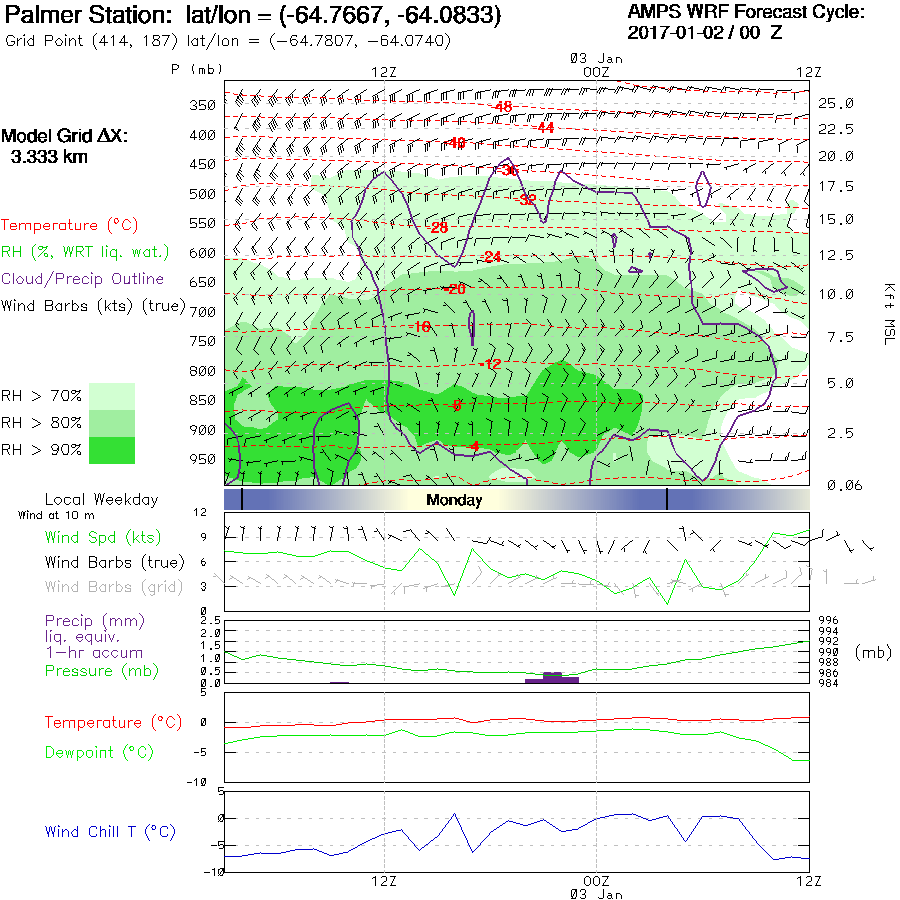 Palmer Station: lat/lon = (-64.7667, -64.0833)
Grid Point (414, 187) lat/lon = (-64.7807, -64.0740)
AMPS WRF Forecast Cycle:
2017-01-02 / 00 Z
03 Jan
P (mb) 12Z 00Z 12Z
Model Grid ΔX:
3.333 km
Temperature (°C)
RH (%, WRT liq. wat.)
Cloud/Precip Outline
Wind Barbs (kts) (true)
RH > 70%
RH > 80%
RH > 90%
350
400
450
500
550
600
650
700
750
800
850
900
950
-48
-44
-40
-36
-32
-28
-24
-20
-16
-12
-8
-4
25.0
22.5
20.0
17.5
15.0
12.5
10.0
7.5
5.0
2.5
0.06
Kft MSL
Local Weekday
Monday
Wind at 10 m
Wind Spd (kts)
Wind Barbs (true)
Wind Barbs (grid)
12
9
6
3
0
Precip (mm)
liq. equiv.
1-hr accum
Pressure (mb)
2.5
2.0
1.5
1.0
0.5
0.0
996
994
992
990
988
986
984
(mb)
Temperature (°C)
Dewpoint (°C)
5
0
-5
-10
Wind Chill T (°C)
5
0
-5
-10
12Z 00Z 12Z
03 Jan